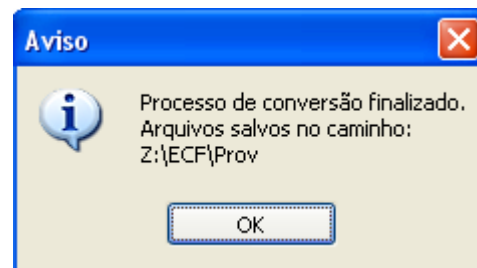 Aviso
Processo de conversão finalizado.
Arquivos salvos no caminho:
Z:\ECF\Prov
OK